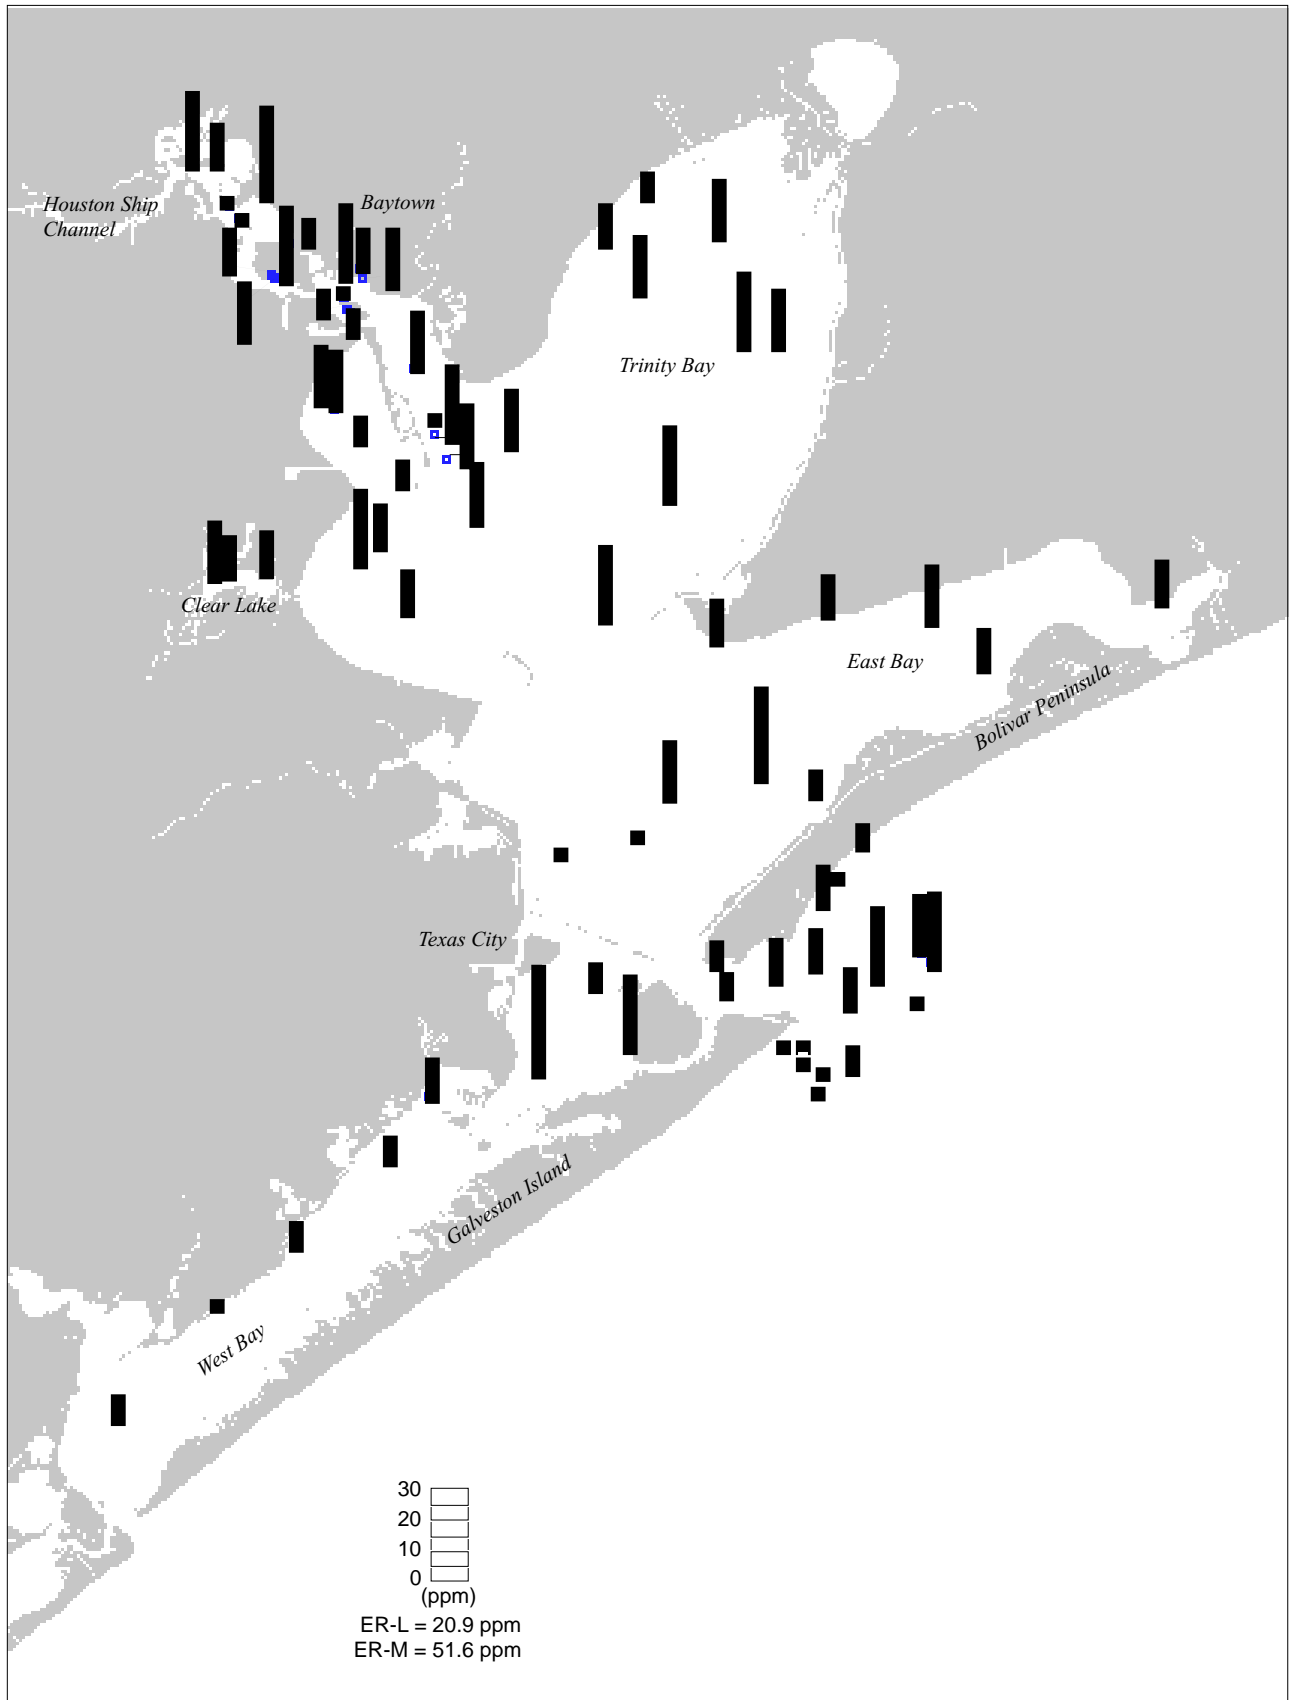 Houston Ship
Channel
Baytown
Trinity Bay
Clear Lake
East Bay
Bolivar Peninsula
Texas City
Galveston Island
West Bay
30
20
10
0
(ppm)
ER-L = 20.9 ppm
ER-M = 51.6 ppm